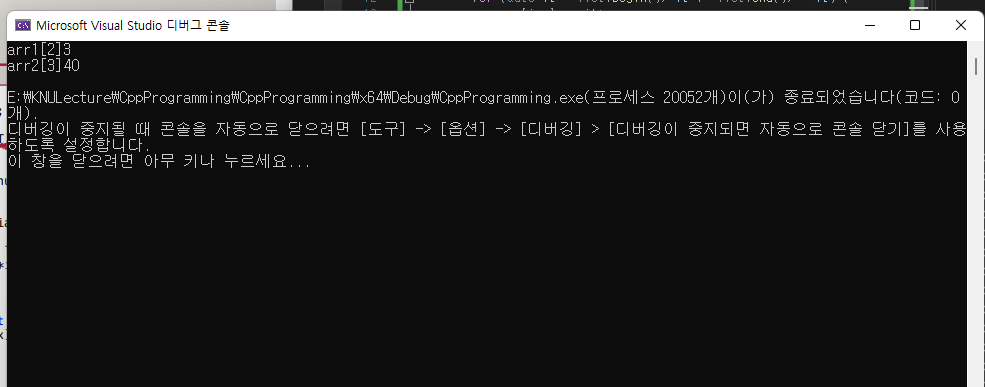 Microsoft Visual Studio 디버그 콘솔
arr1[2]3
arr2[3]40
E:\KNULecture\CppProgramming\CppProgramming\x64\Debug\CppProgramming.exe(프로세스 20052개)이(가) 종료되었습니다(코드: 0
개).
디버깅이 중지될 때 콘솔을 자동으로 닫으려면 [도구] -> [옵션] -> [디버깅] > [디버깅이 중지되면 자동으로 콘솔 닫기]를 사용
하도록 설정합니다.
이 창을 닫으려면 아무 키나 누르세요...